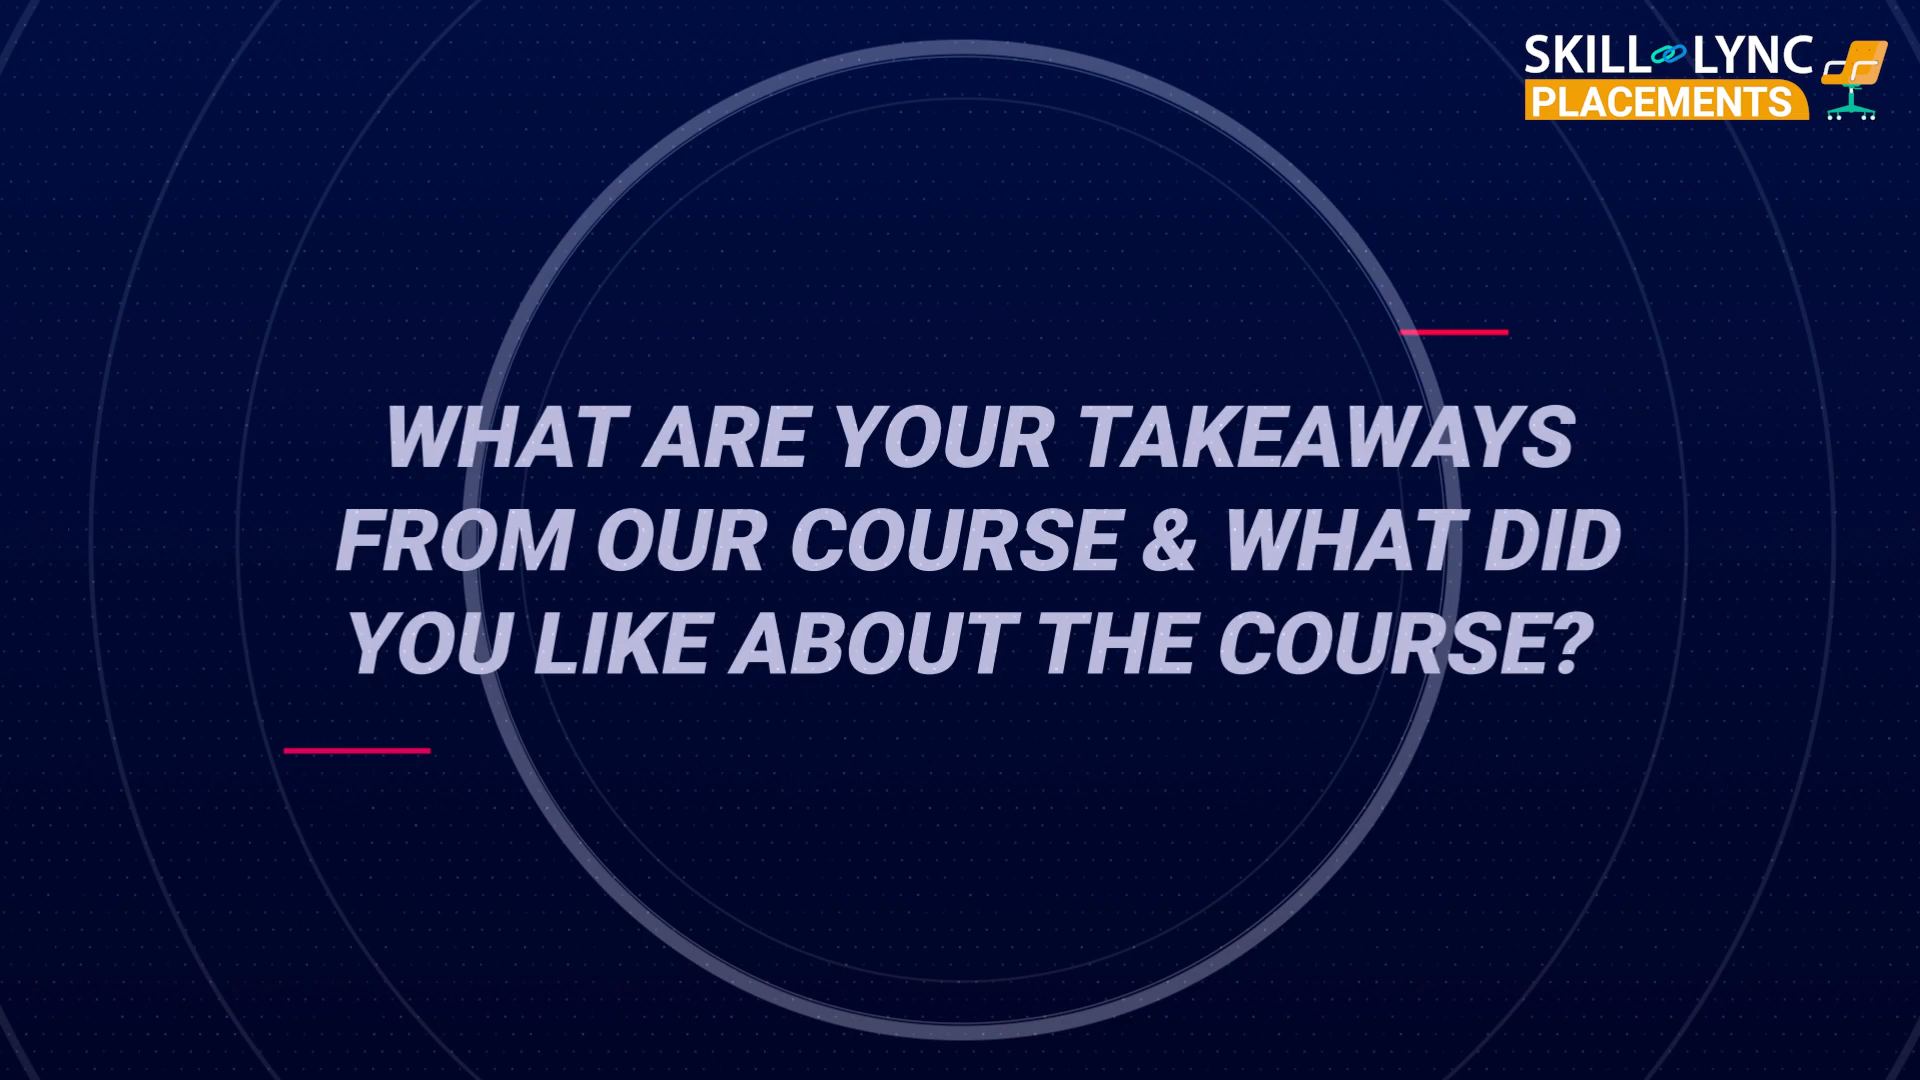 SKILL LYNC
PLACEMENTS
WHAT ARE YOUR TAKEAWAYS
FROM OUR COURSE & WHAT DID
YOU LIKE ABOUT THE COURSE?